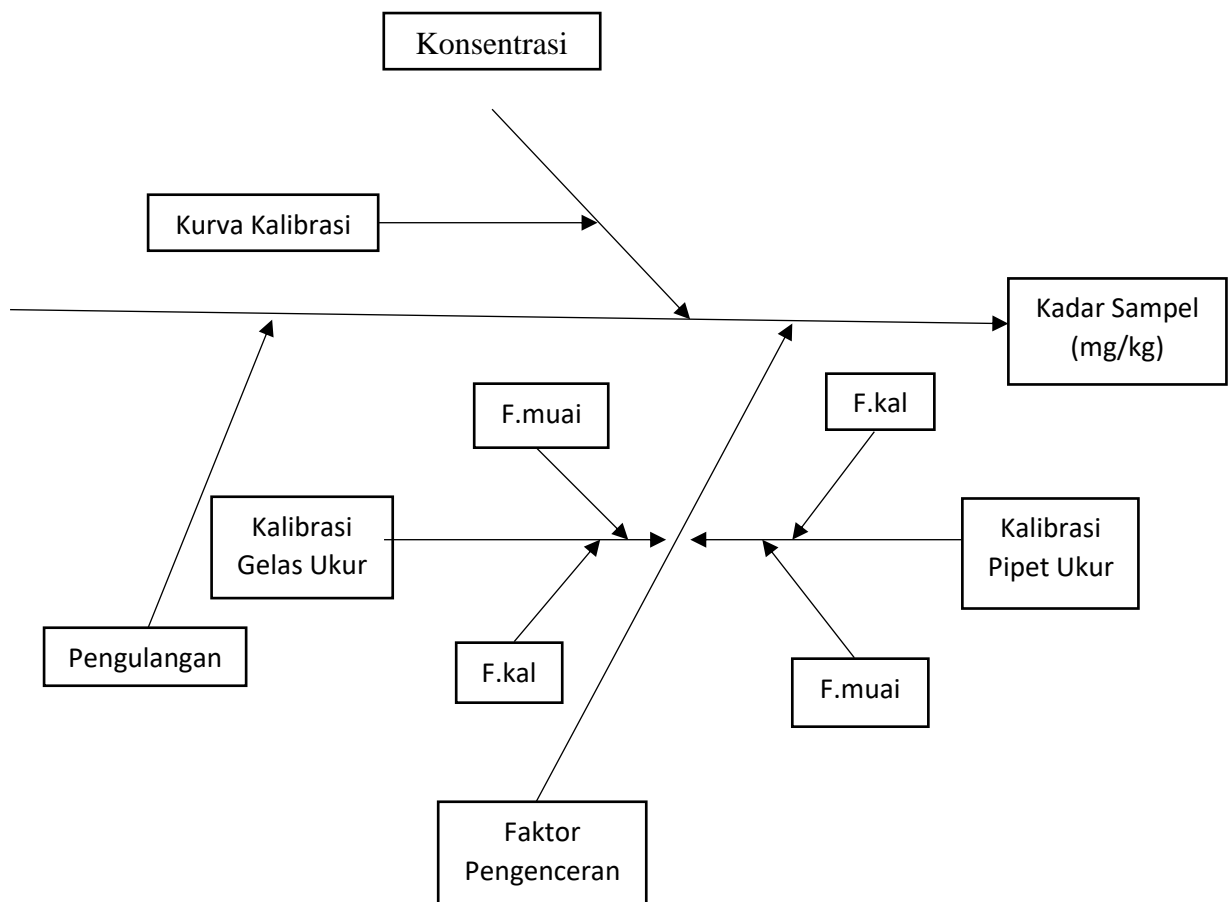 Konsentrasi
Kurva Kalibrasi
Kadar Sampel
(mg/kg)
F.muai
F.kal
Kalibrasi
Gelas Ukur
Kalibrasi
Pipet Ukur
Pengulangan
F.kal
F.muai
Faktor
Pengenceran